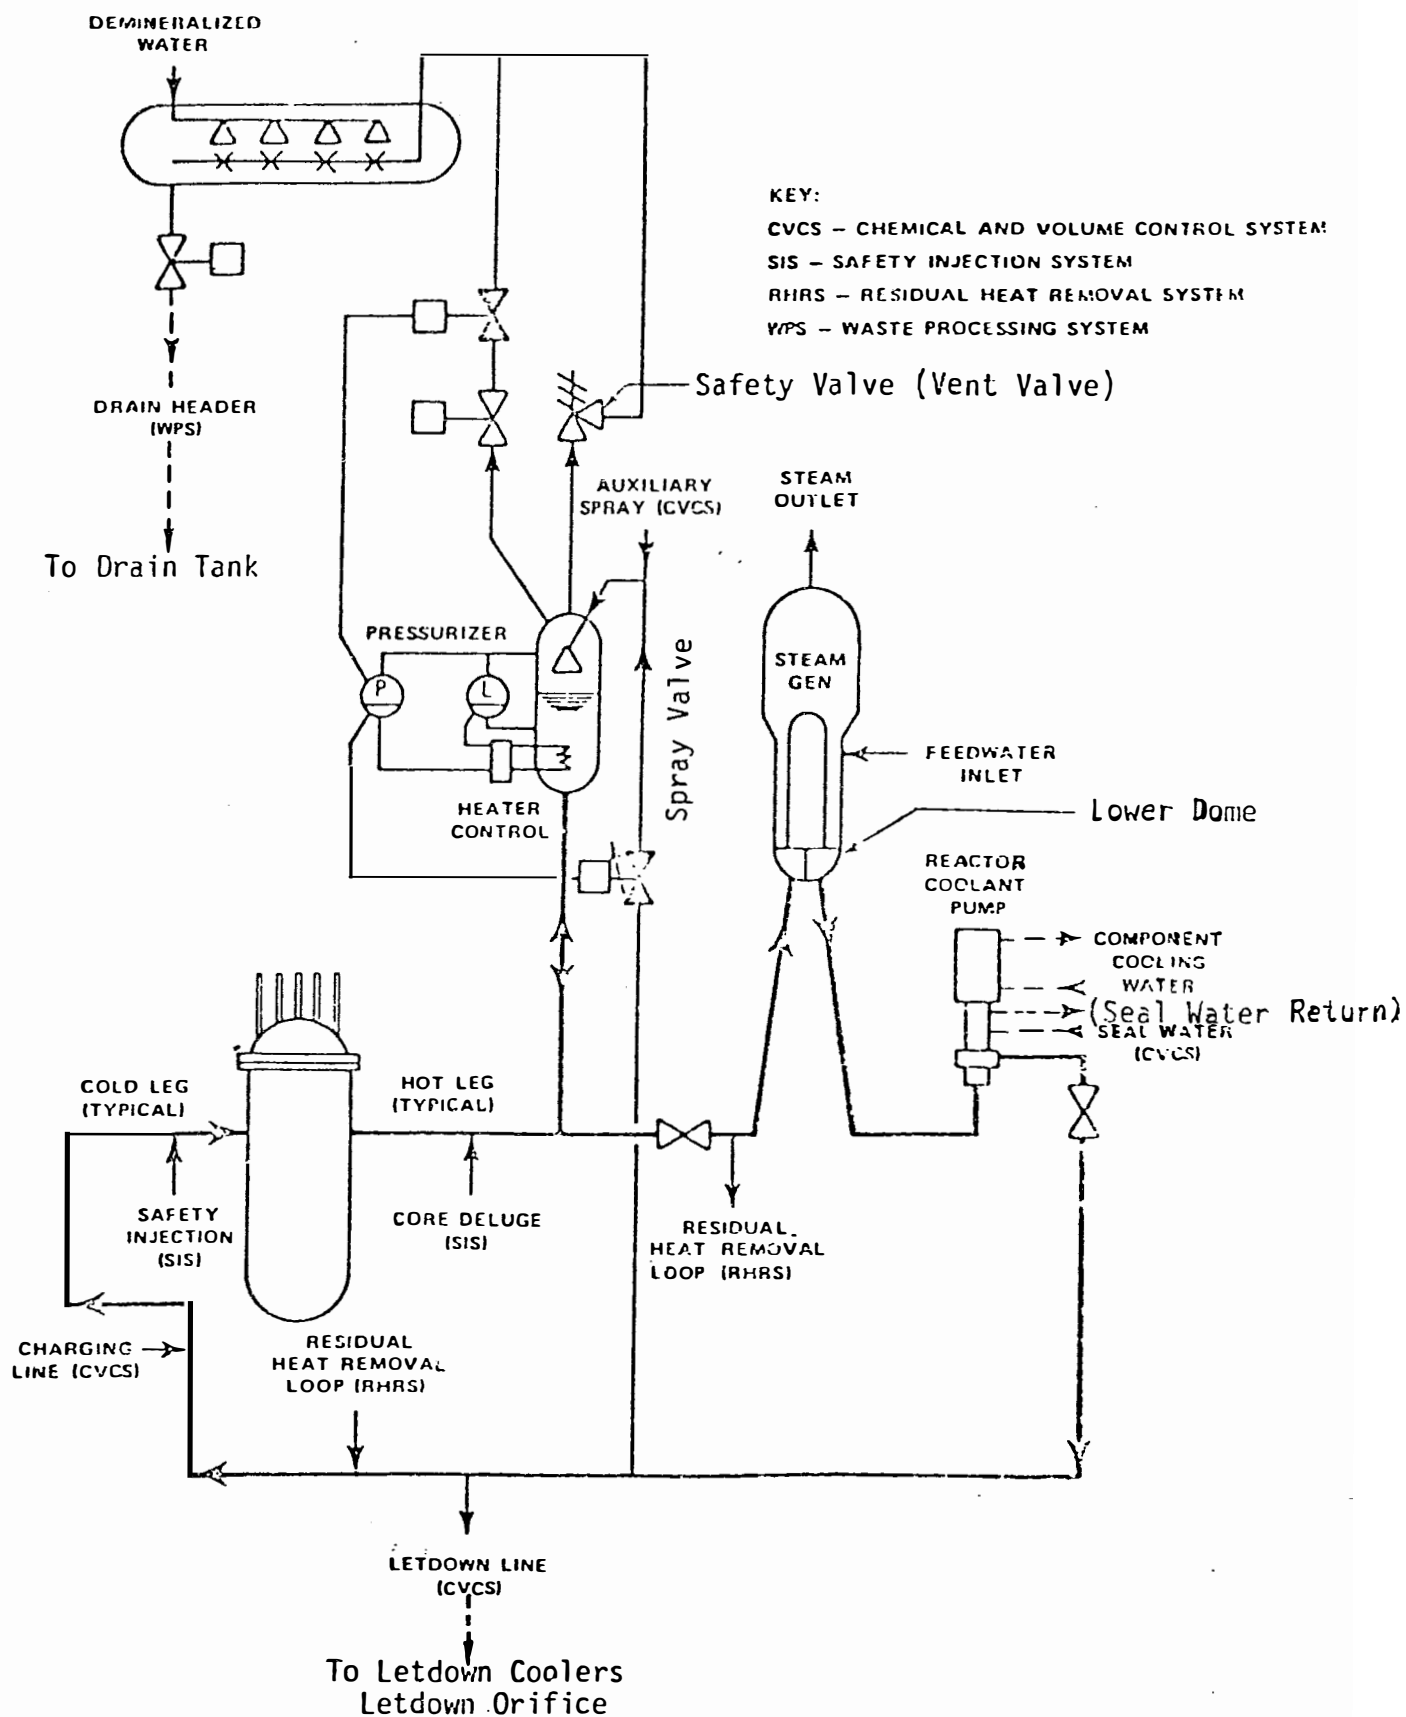 DEMINERALIZED
WATER
KEY:
CVCS – CHEMICAL AND VOLUME CONTROL SYSTEM
SIS – SAFETY INJECTION SYSTEM
RHRS – RESIDUAL HEAT REMOVAL SYSTEM
WPS – WASTE PROCESSING SYSTEM
Safety Valve (Vent Valve)
DRAIN HEADER
(WPS)
To Drain Tank
AUXILIARY
SPRAY (CVCS)
STEAM
OUTLET
PRESSURIZER
P
L
Spray Valve
STEAM
GEN
FEEDWATER
INLET
HEATER
CONTROL
Lower Dome
REACTOR
COOLANT
PUMP
COMPONENT
COOLING
WATER
(Seal Water Return)
SEAL WATER
(CVCS)
COLD LEG
(TYPICAL)
HOT LEG
(TYPICAL)
SAFETY
INJECTION
(SIS)
CORE DELUGE
(SIS)
RESIDUAL
HEAT REMOVAL
LOOP (RHRS)
CHARGING
LINE (CVCS)
RESIDUAL
HEAT REMOVAL
LOOP (RHRS)
LETDOWN LINE
(CVCS)
To Letdown Coolers
Letdown Orifice